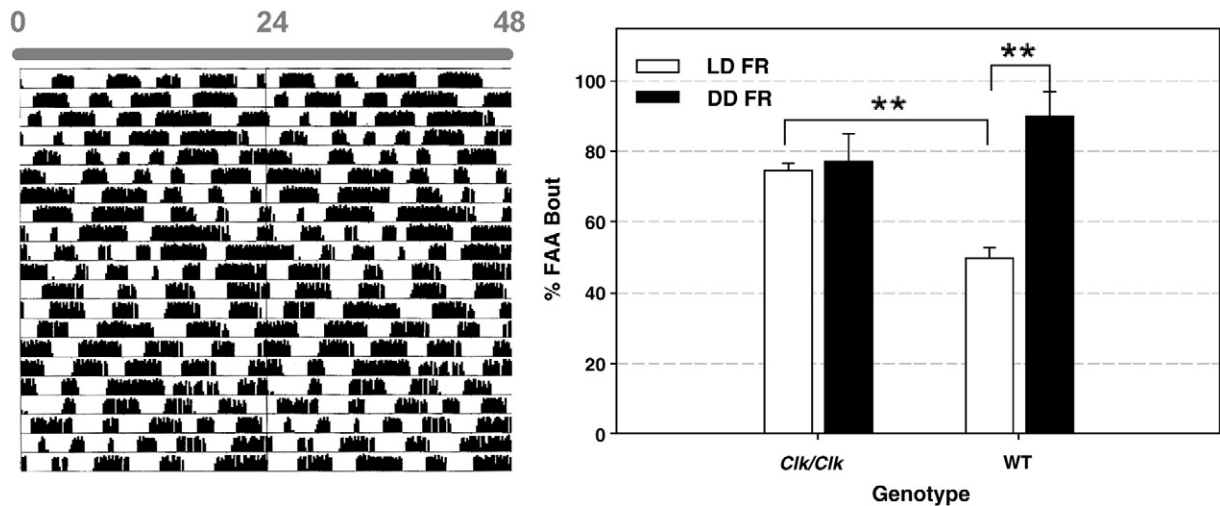 0 24 48
**
LD FR
DD FR
**
100
80
60
40
20
0
% FAA Bout
Clk/Clk WT
Genotype